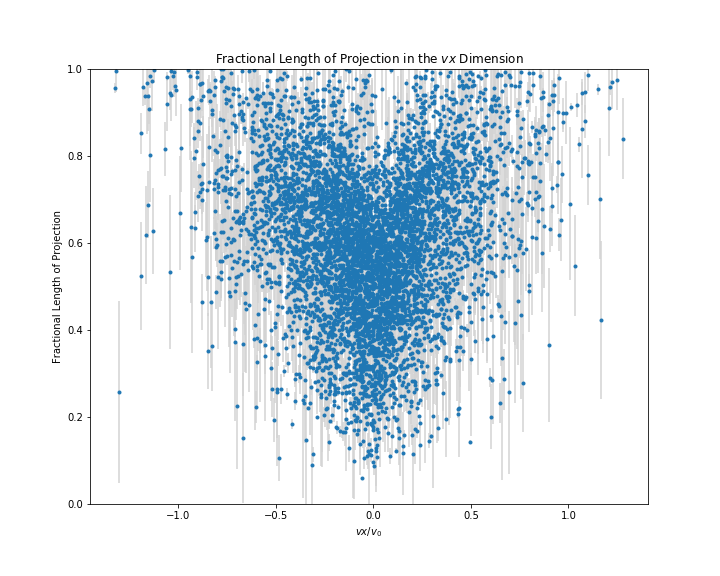 Fractional Length of Projection in the vx Dimension
1.0
0.8
0.6
0.4
0.2
0.0
Fractional Length of Projection
−1.0 −0.5 0.0 0.5 1.0
vx/v₀